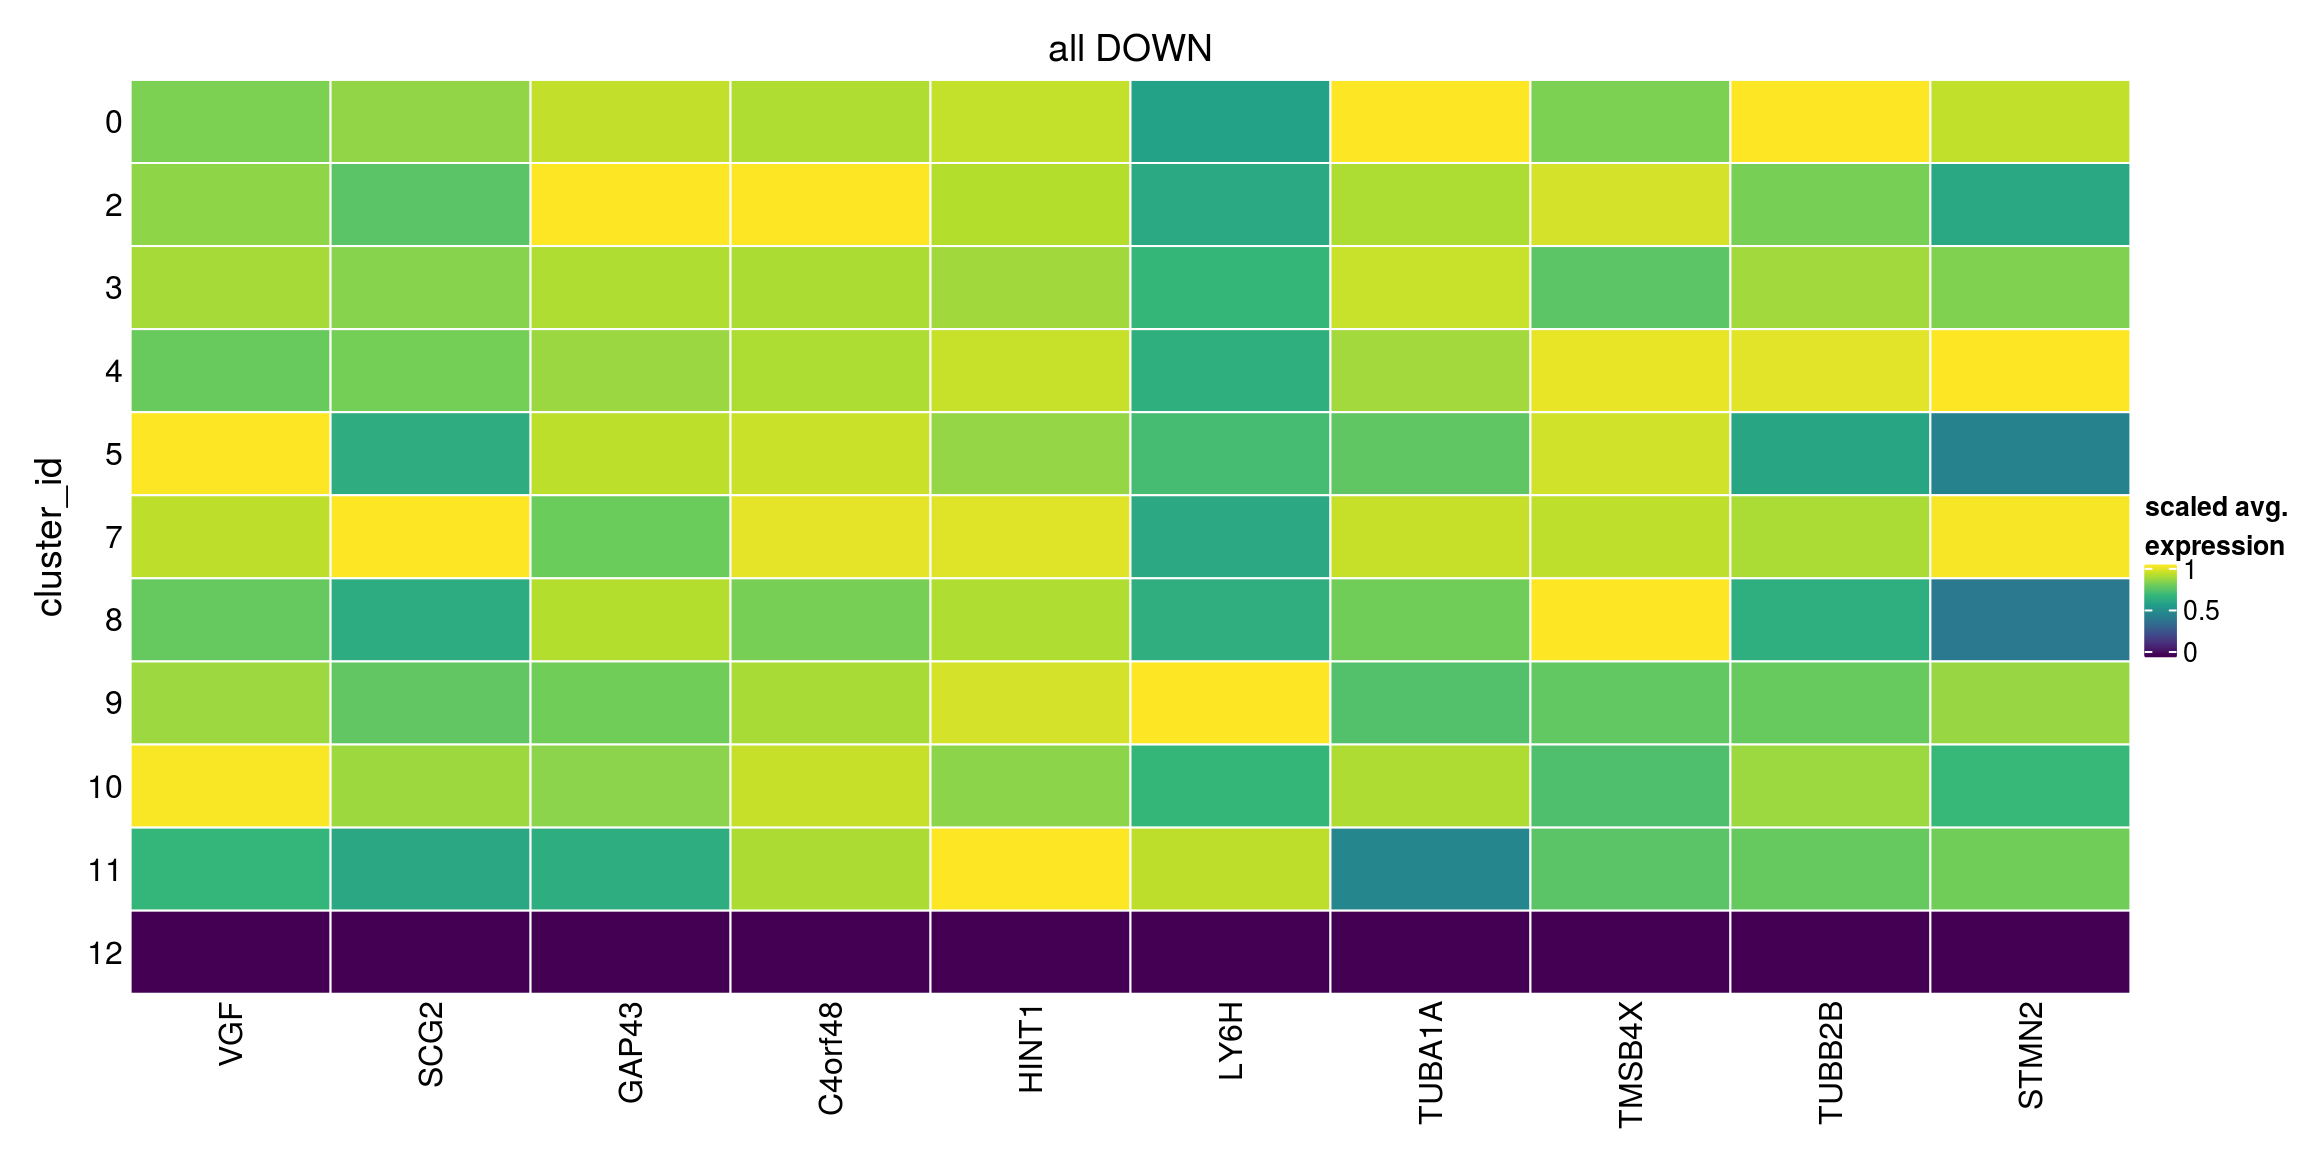 all DOWN
cluster_id
0
2
3
4
5
7
8
9
10
11
12
VGF
SCG2
GAP43
C4orf48
HINT1
LY6H
TUBA1A
TMSB4X
TUBB2B
STMN2
scaled avg.
expression
1
0.5
0